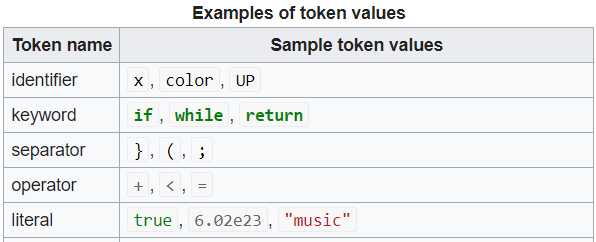 Examples of token values
Token name Sample token values
identifier x , color , UP
keyword if , while , return
separator } , ( , ;
operator + , < , =
literal true , 6.02e23 , "music"